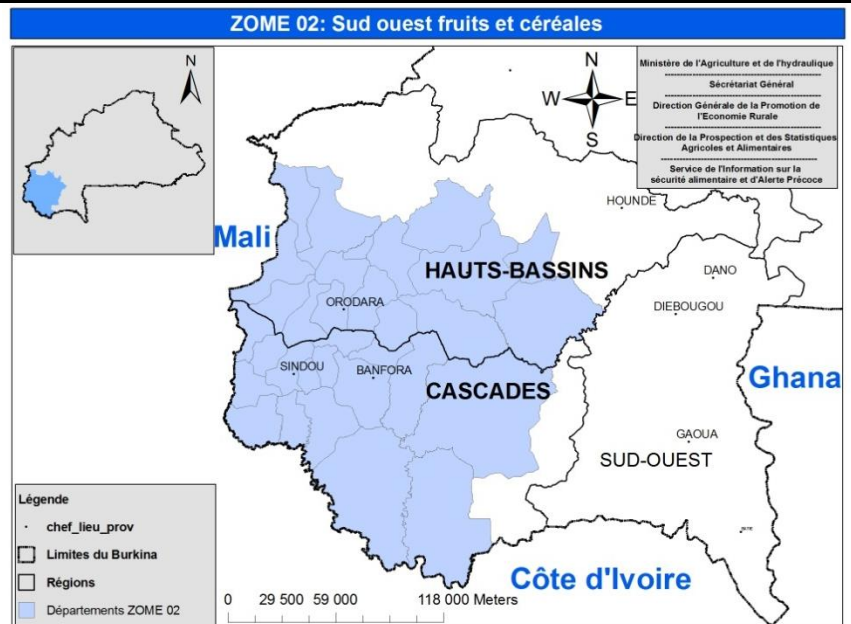 ZOME 02: Sud ouest fruits et céréales
N
N
W
E
S
Ministère de l'Agriculture et de l'hydraulique
Sécrétariat Général
Direction Générale de la Promotion de
l'Economie Rurale
Direction de la Prospection et des Statistiques
Agricoles et Alimentaires
Service de l'Information sur la
sécurité alimentaire et d'Alerte Précoce
HOUNDE
Mali
HAUTS-BASSINS
DANO
ORODARA
DIEBOUGOU
SINDOU
BANFORA
CASCADES
Ghana
GAOUA
SUD-OUEST
Côte d'Ivoire
Légende
chef_lieu_prov
Limites du Burkina
Régions
Départements ZOME 02
0 29 500 59 000 118 000 Meters